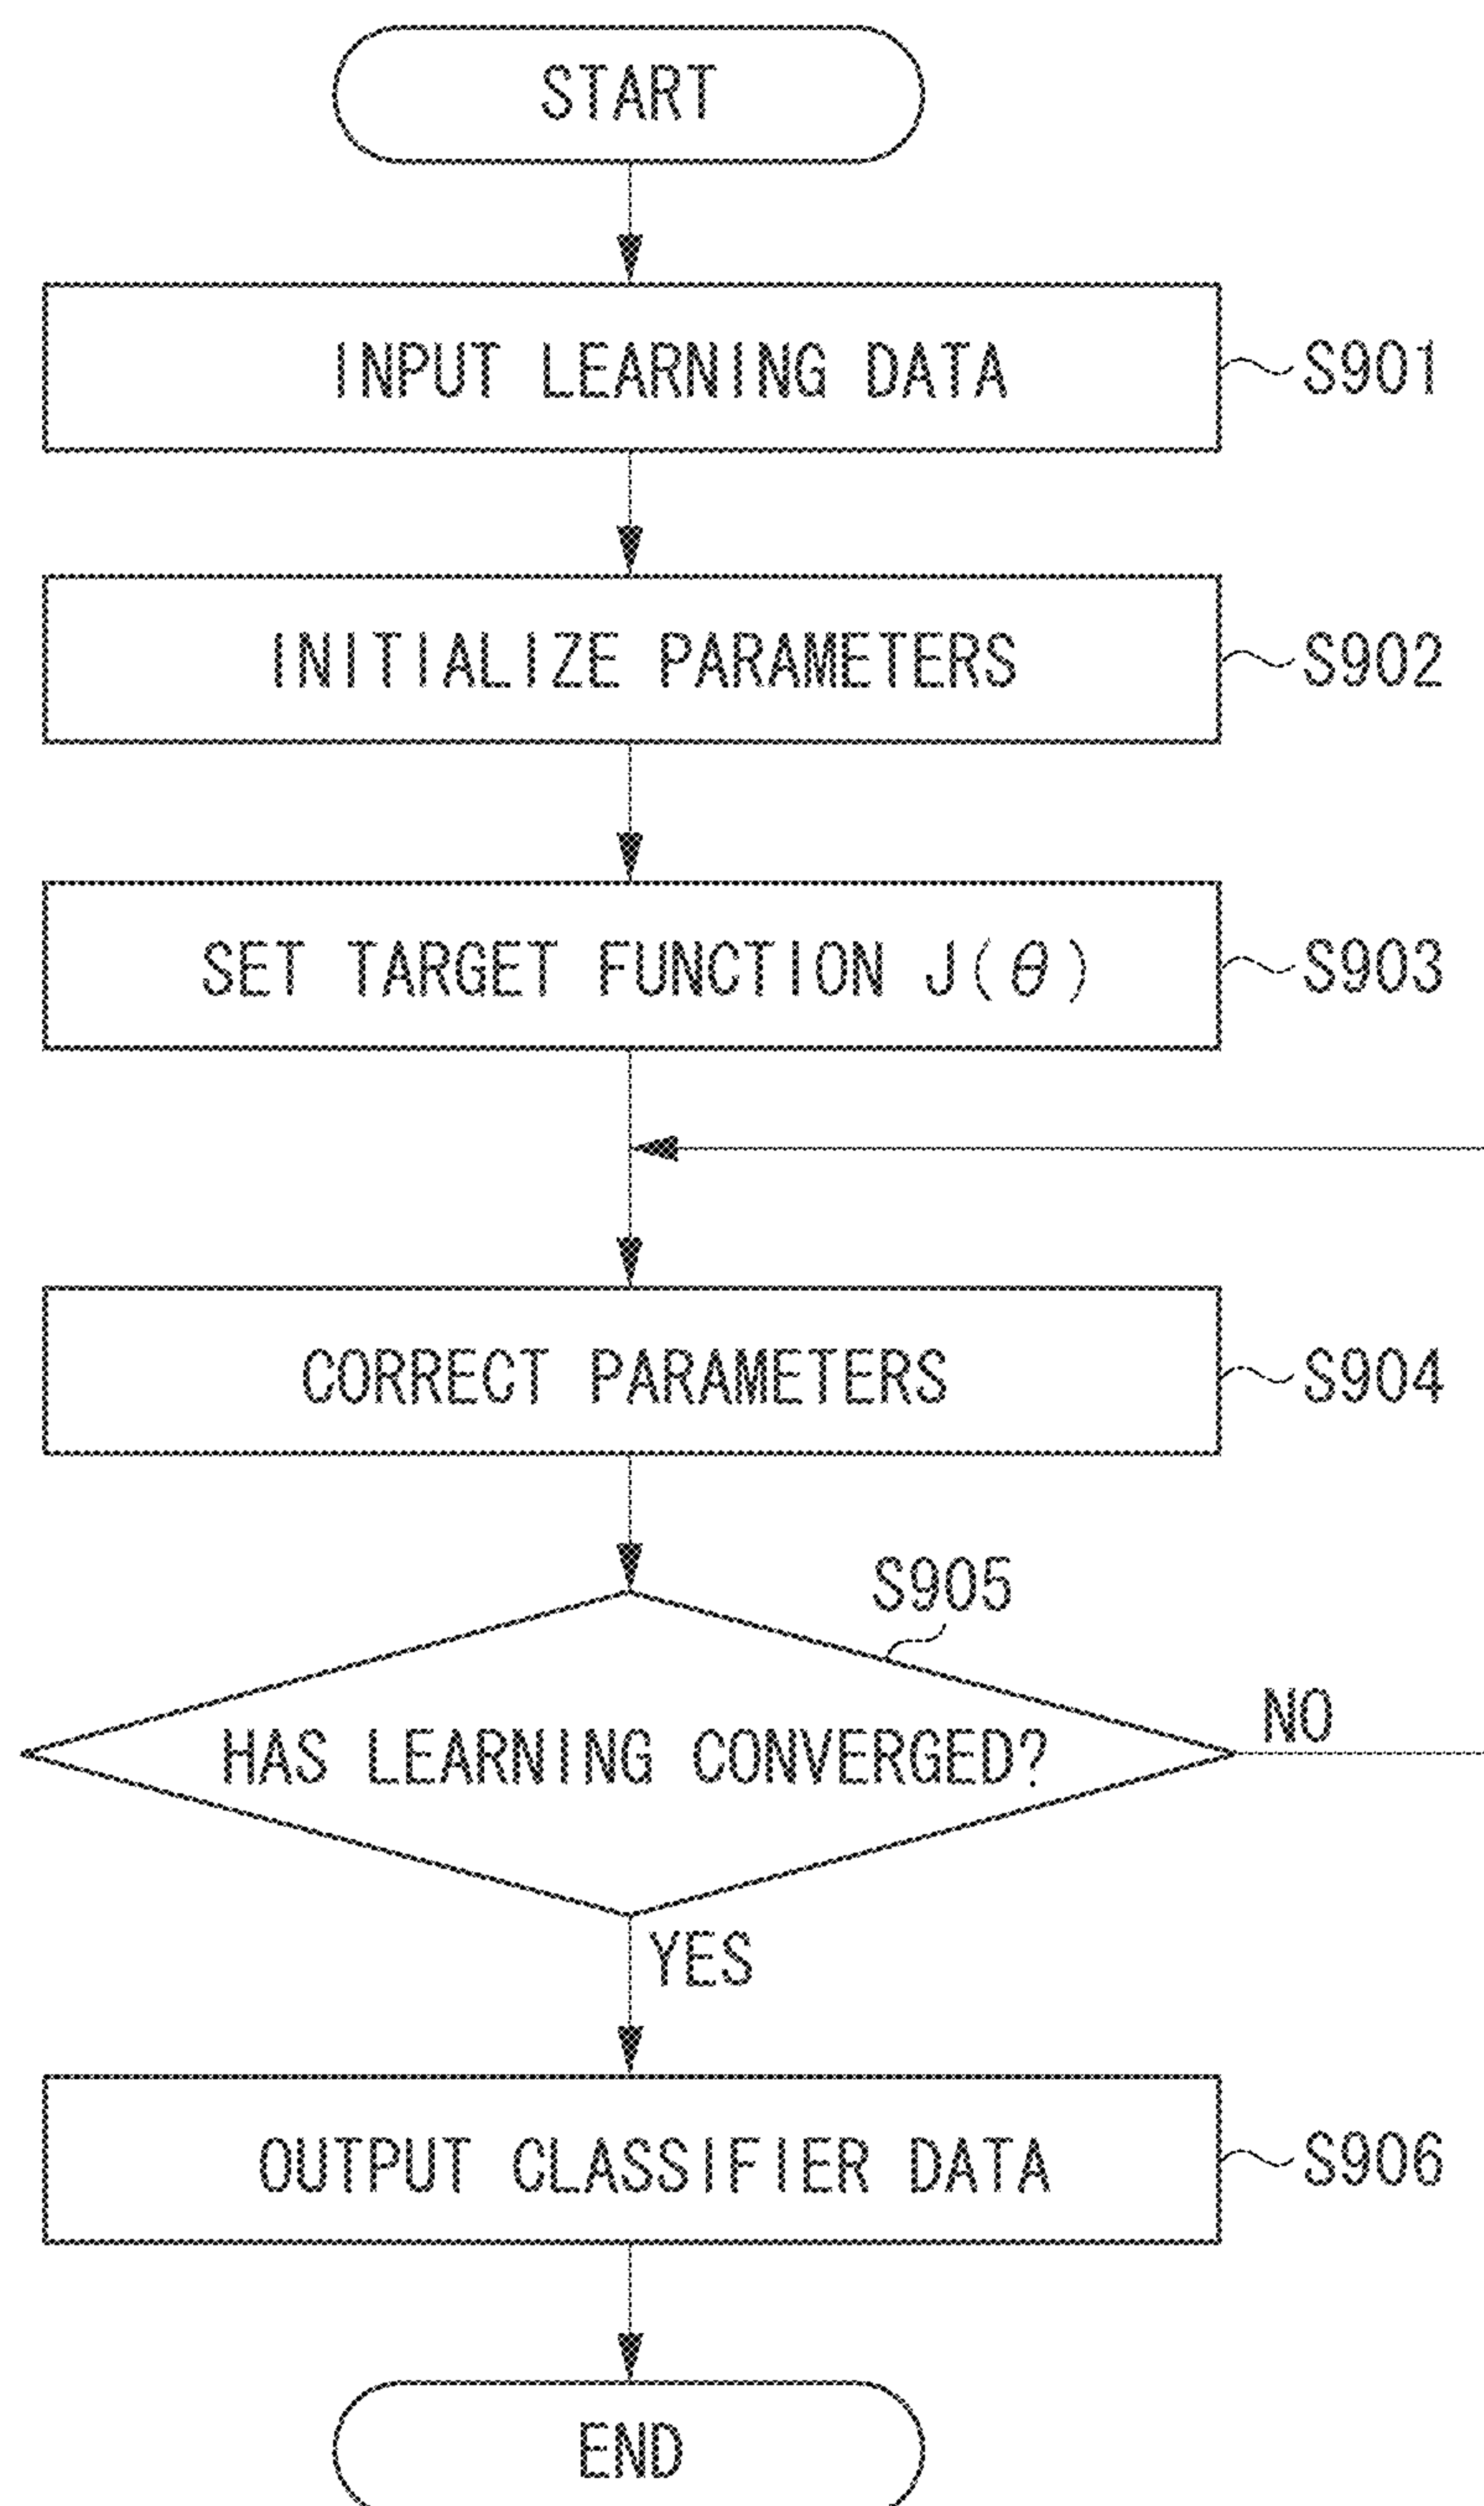 START
INPUT LEARNING DATA
S901
INITIALIZE PARAMETERS
S902
SET TARGET FUNCTION J(θ)
S903
CORRECT PARAMETERS
S904
S905
HAS LEARNING CONVERGED?
NO
YES
OUTPUT CLASSIFIER DATA
S906
END